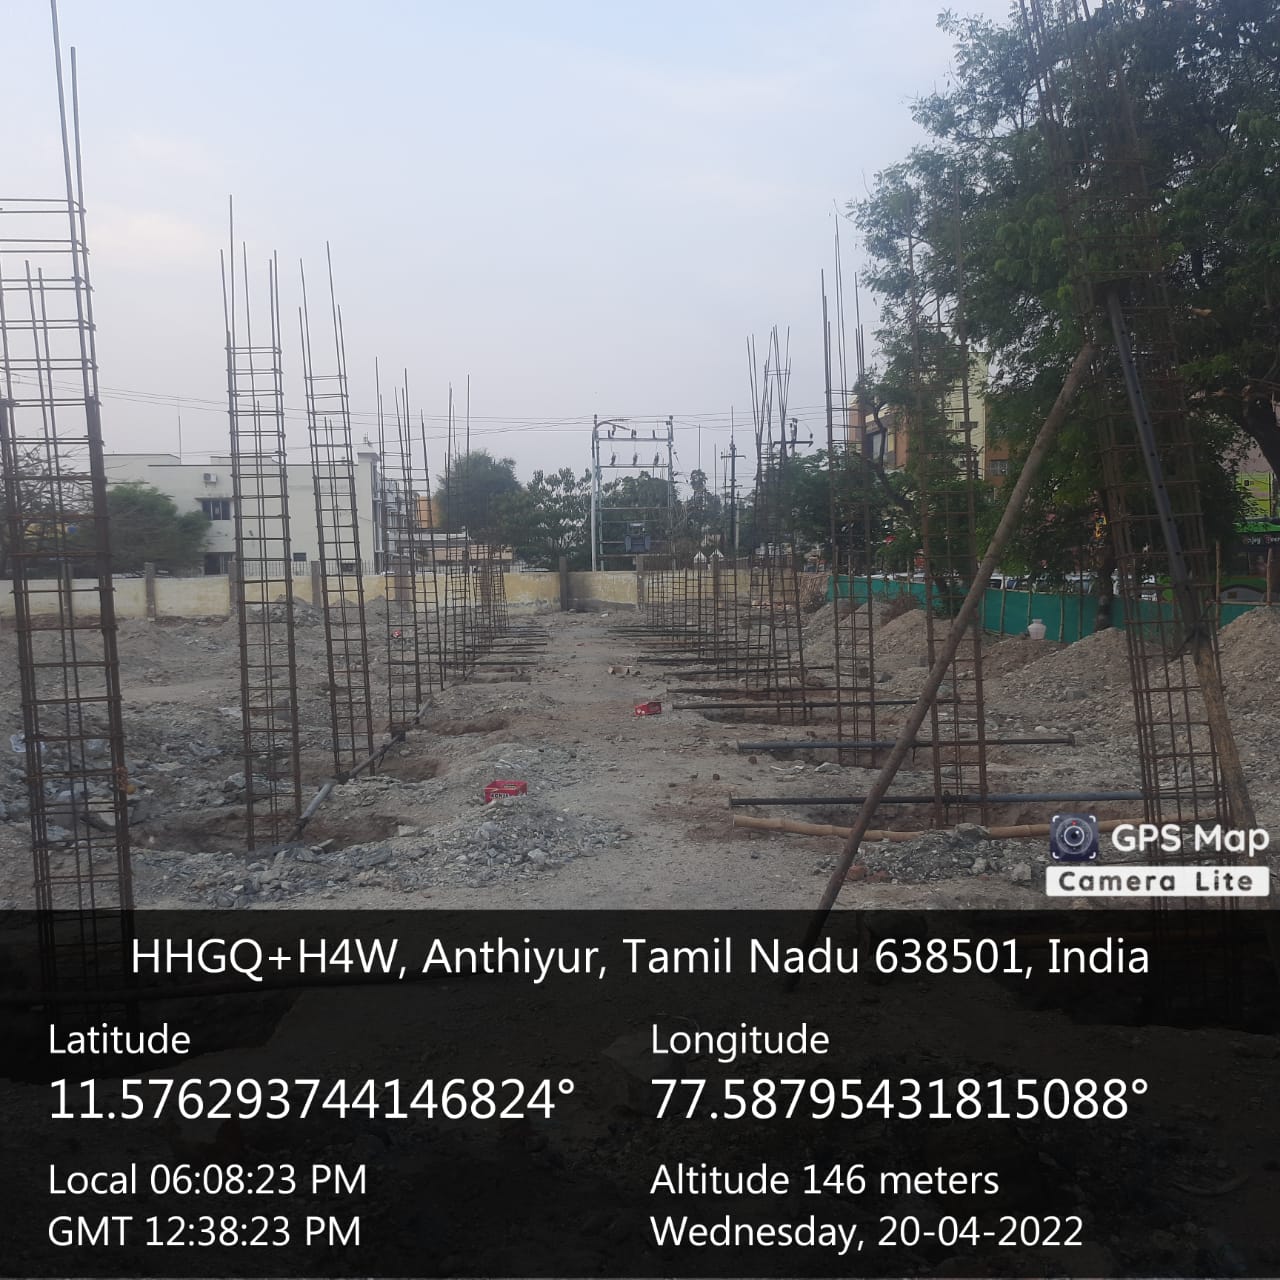 GPS Map
Camera Lite
HHGQ+H4W, Anthiyur, Tamil Nadu 638501, India
Latitude
11.576293744146824°
Longitude
77.58795431815088°
Local 06:08:23 PM
GMT 12:38:23 PM
Altitude 146 meters
Wednesday, 20-04-2022